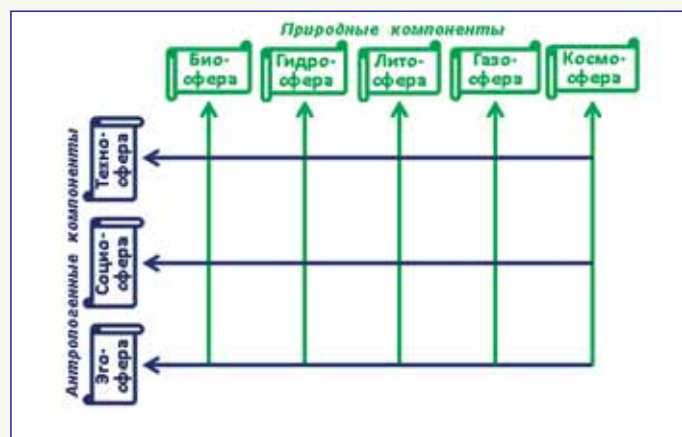 Природные компоненты
Био-
сфера
Гидро-
сфера
Лито-
сфера
Газо-
сфера
Космо-
сфера
Антропогенные компоненты
Техно-
сфера
Социо-
сфера
Эго-
сфера